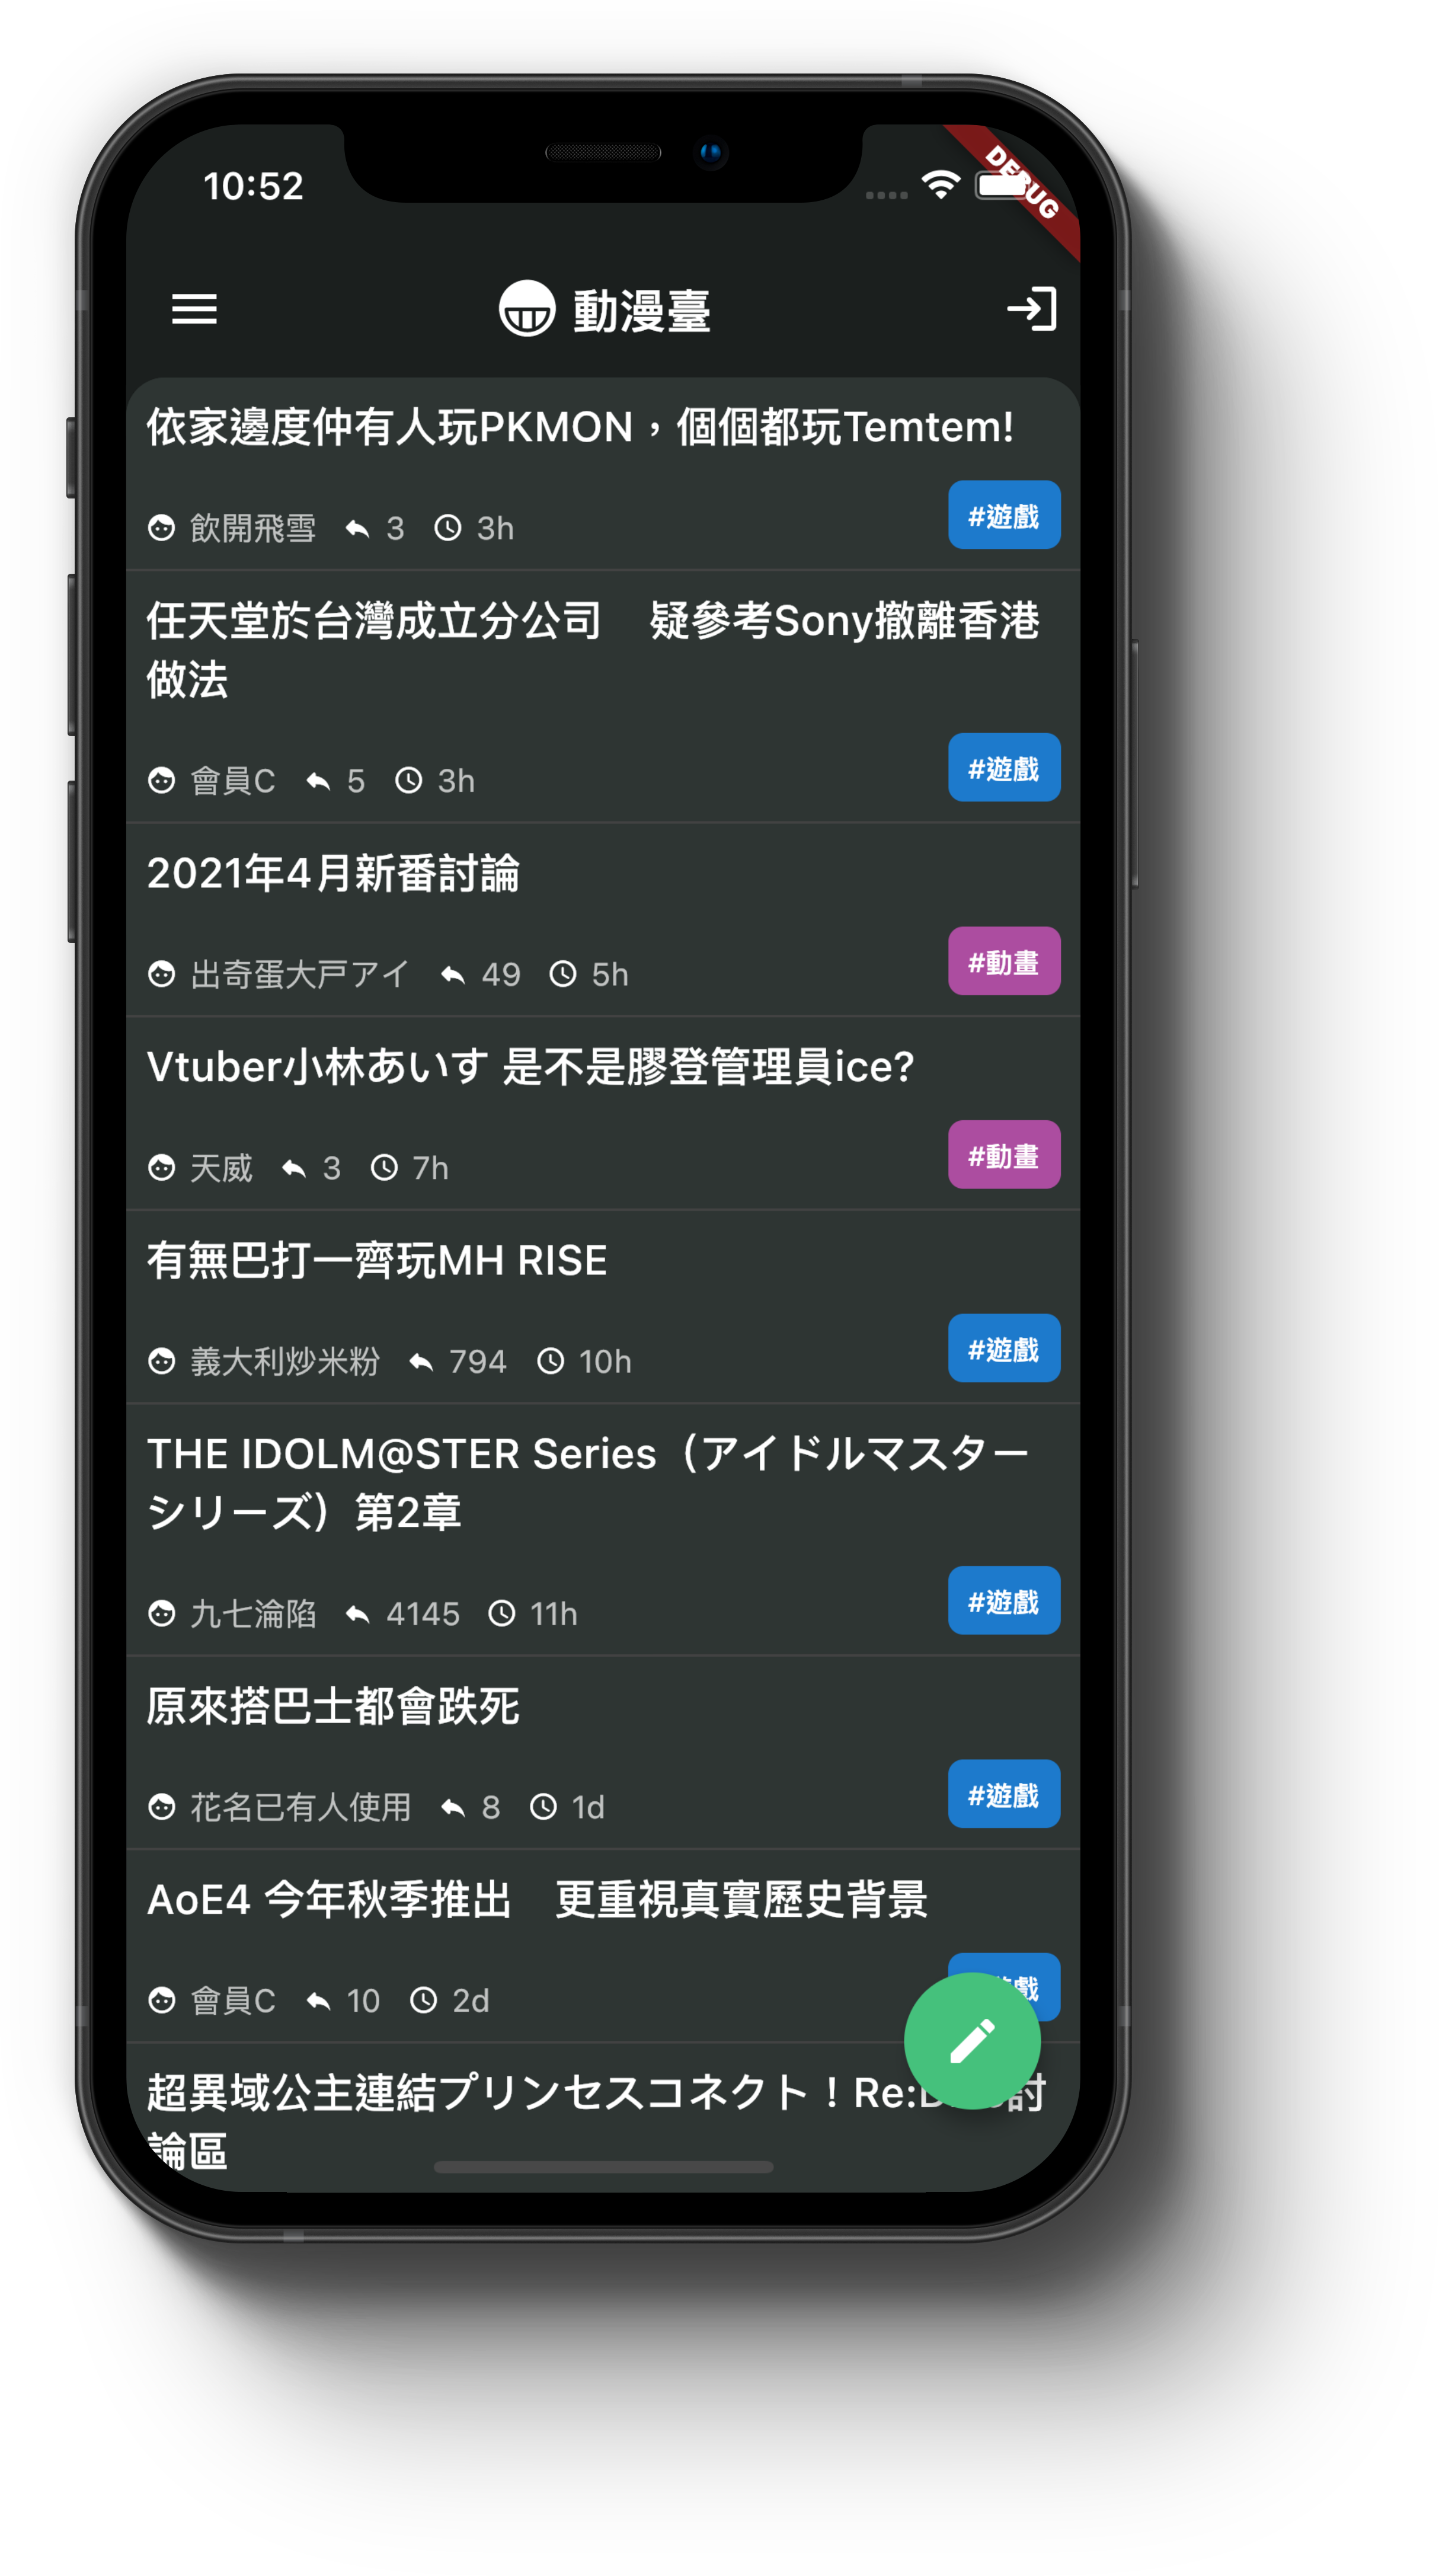 10:52
DEBUG
動漫臺
依家邊度仲有人玩PKMON，個個都玩Temtem!
飲開飛雪 3 3h #遊戲
任天堂於台灣成立分公司　疑參考Sony撤離香港
做法
會員C 5 3h #遊戲
2021年4月新番討論
出奇蛋大戸アイ 49 5h #動畫
Vtuber小林あいす 是不是膠登管理員ice?
天威 3 7h #動畫
有無巴打一齊玩MH RISE
義大利炒米粉 794 10h #遊戲
THE IDOLM@STER Series（アイドルマスター
シリーズ）第2章
九七淪陷 4145 11h #遊戲
原來搭巴士都會跌死
花名已有人使用 8 1d #遊戲
AoE4 今年秋季推出　更重視真實歷史背景
會員C 10 2d 戲
超異域公主連結プリンセスコネクト！Re: 討
論區